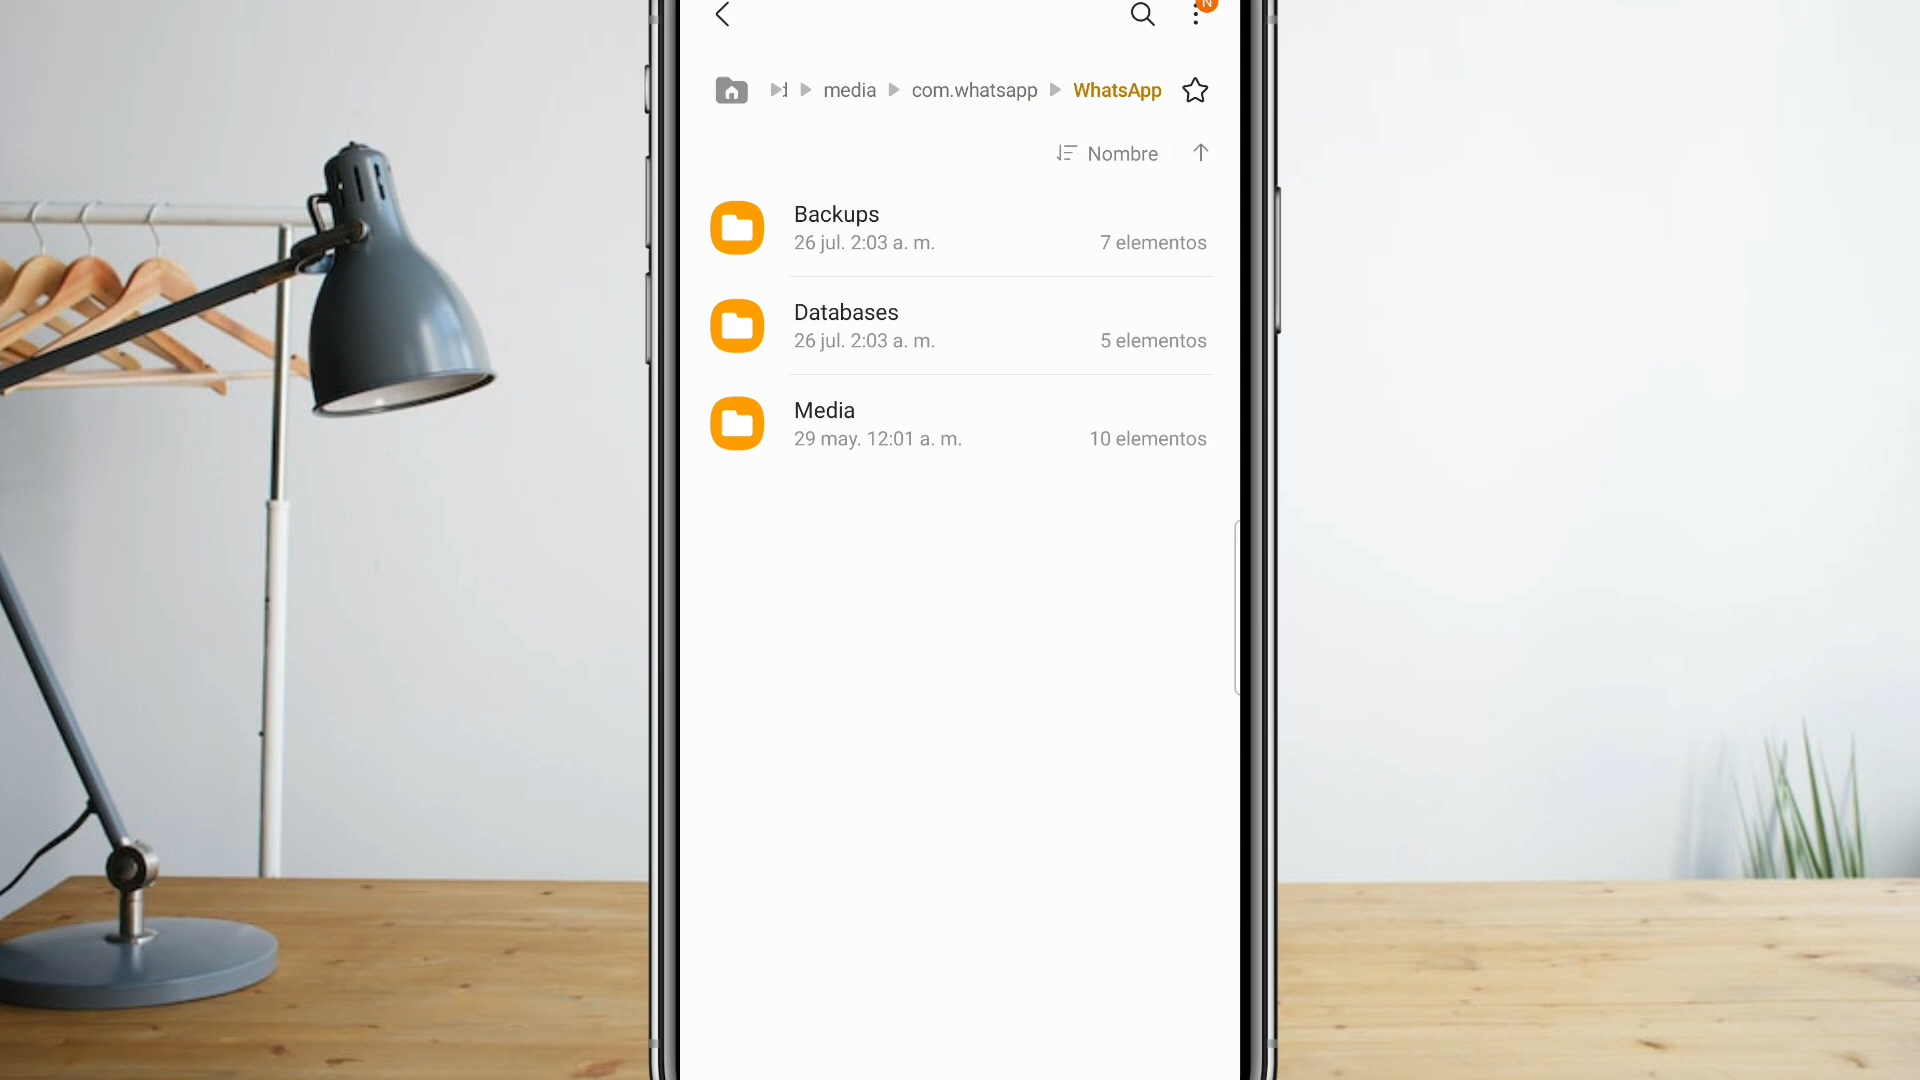 N
media com.whatsapp WhatsApp
Nombre
Backups
26 jul. 2:03 a. m. 7 elementos
Databases
26 jul. 2:03 a. m. 5 elementos
Media
29 may. 12:01 a. m. 10 elementos